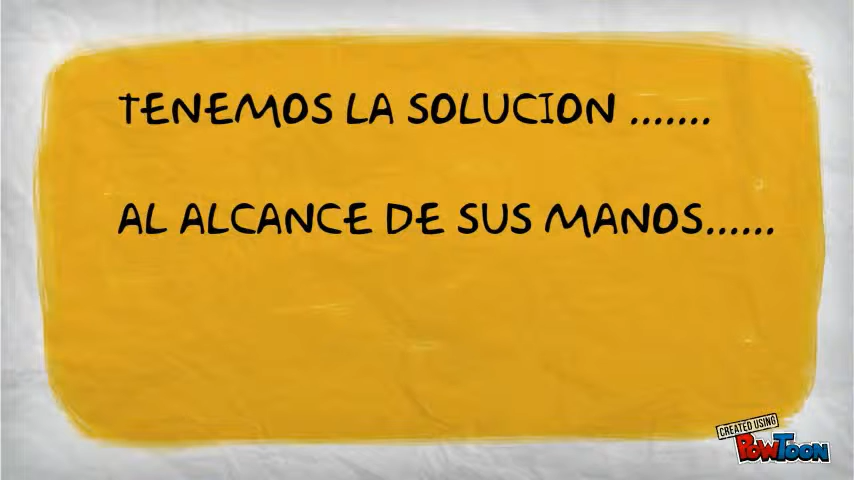 TENEMOS LA SOLUCION .......
AL ALCANCE DE SUS MANOS......
CREATED USING
POWTOON